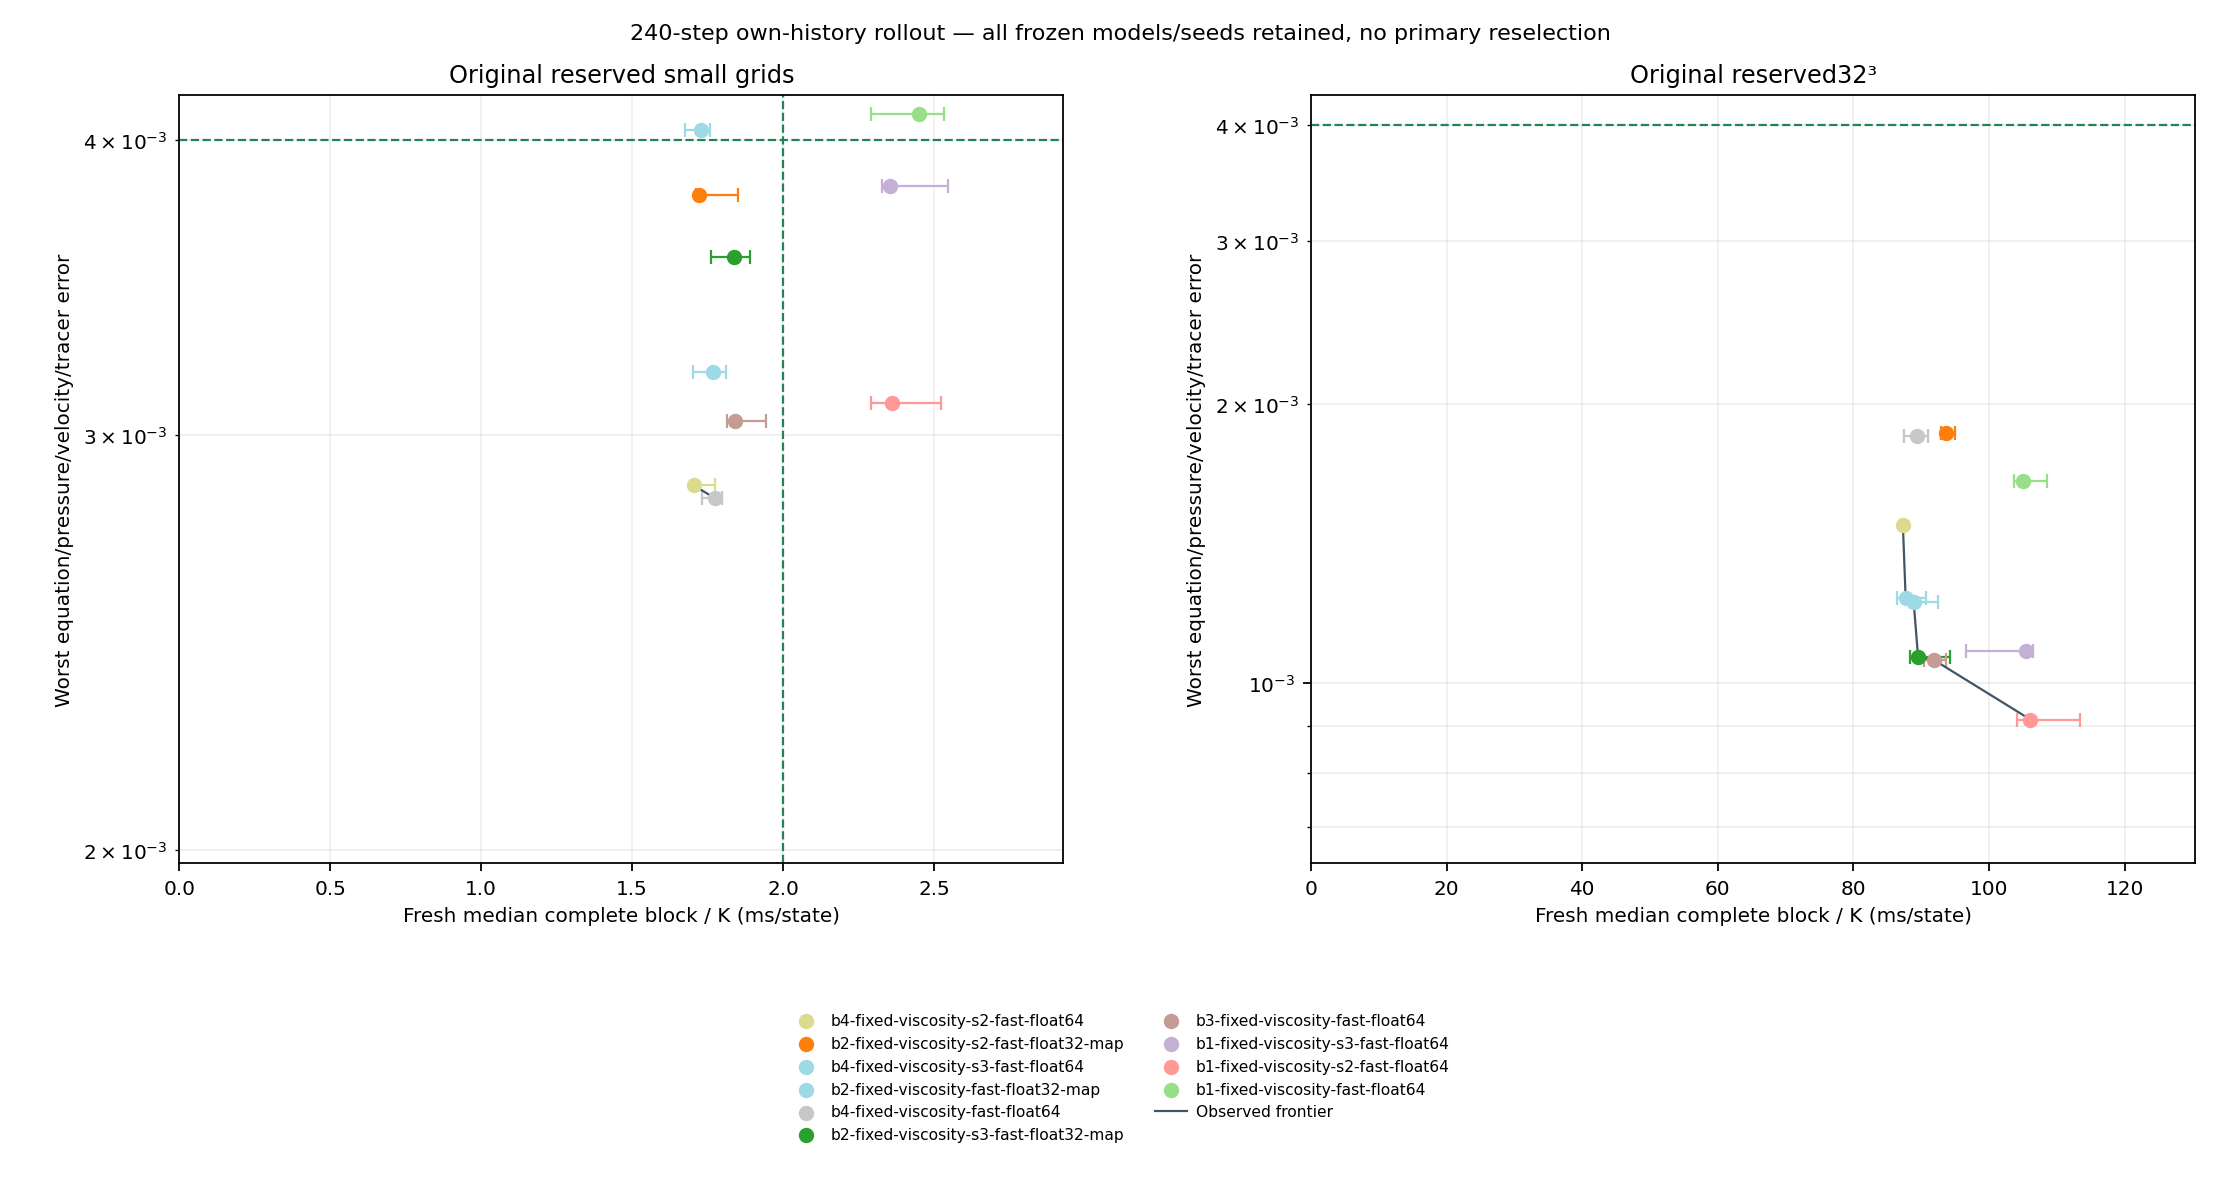 240-step own-history rollout — all frozen models/seeds retained, no primary reselection
Original reserved small grids
4 × 10⁻³
3 × 10⁻³
2 × 10⁻³
Worst equation/pressure/velocity/tracer error
0.0 0.5 1.0 1.5 2.0 2.5
Fresh median complete block / K (ms/state)
Original reserved32³
4 × 10⁻³
3 × 10⁻³
2 × 10⁻³
10⁻³
Worst equation/pressure/velocity/tracer error
0 20 40 60 80 100 120
Fresh median complete block / K (ms/state)
b4-fixed-viscosity-s2-fast-float64
b2-fixed-viscosity-s2-fast-float32-map
b4-fixed-viscosity-s3-fast-float64
b2-fixed-viscosity-fast-float32-map
b4-fixed-viscosity-fast-float64
b2-fixed-viscosity-s3-fast-float32-map
b3-fixed-viscosity-fast-float64
b1-fixed-viscosity-s3-fast-float64
b1-fixed-viscosity-s2-fast-float64
b1-fixed-viscosity-fast-float64
Observed frontier